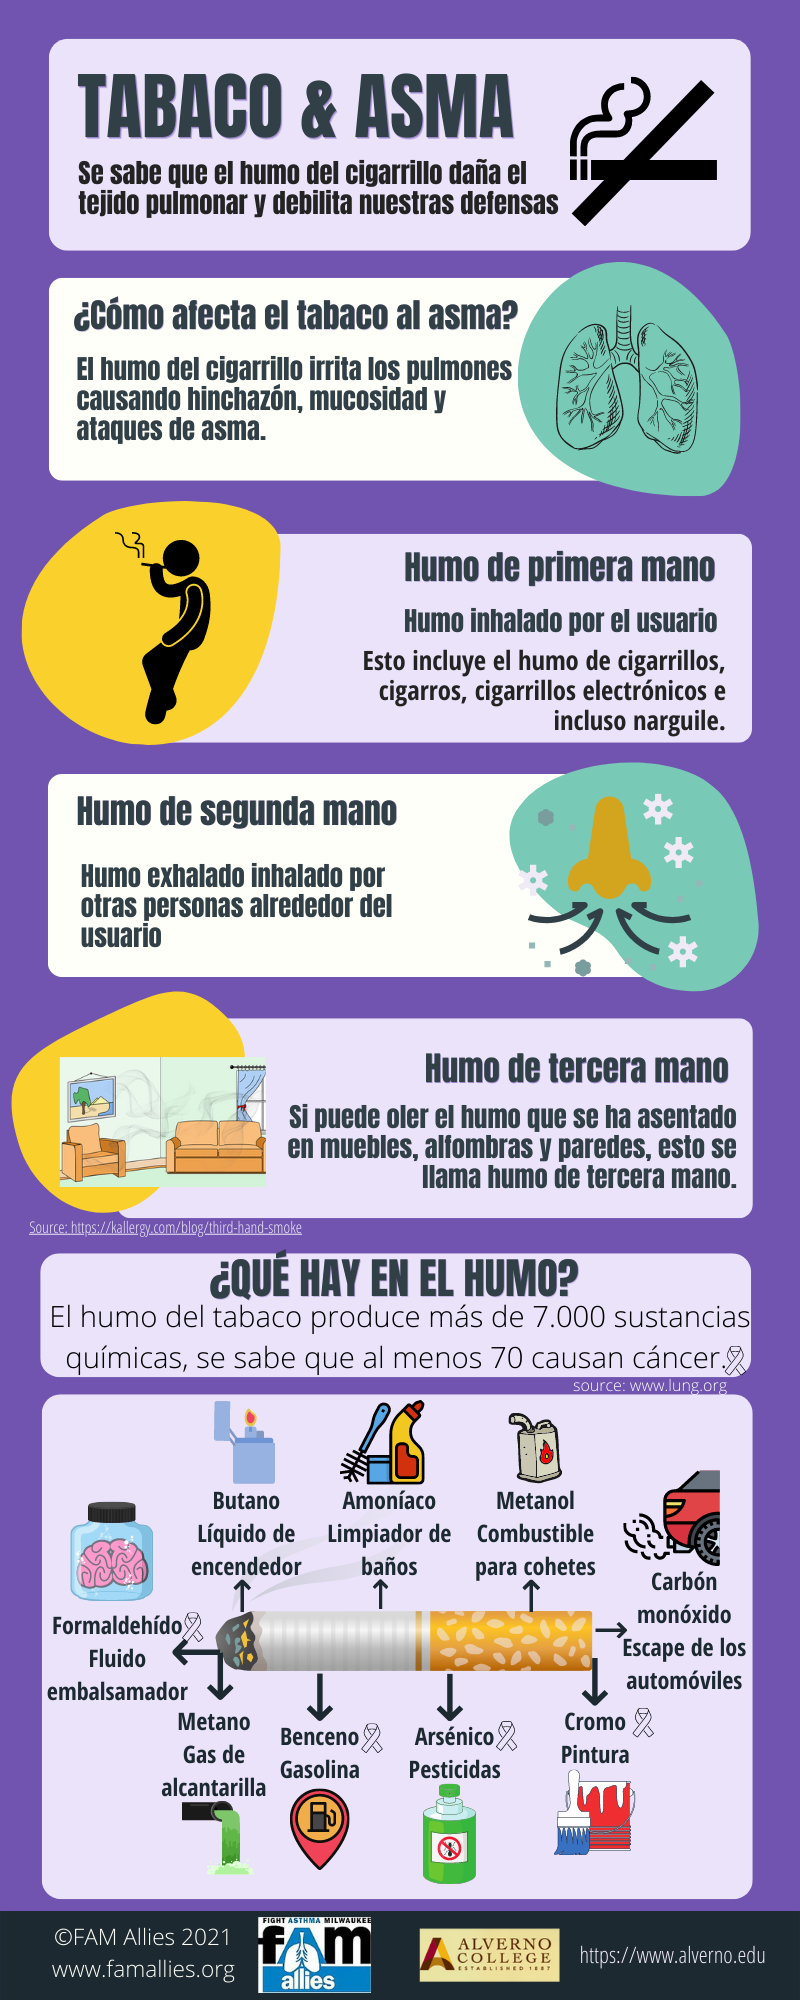 TABACO & ASMA
Se sabe que el humo del cigarrillo daña el
tejido pulmonar y debilita nuestras defensas
¿Cómo afecta el tabaco al asma?
El humo del cigarrillo irrita los pulmones
causando hinchazón, mucosidad y
ataques de asma.
Humo de primera mano
Humo inhalado por el usuario
Esto incluye el humo de cigarrillos,
cigarros, cigarrillos electrónicos e
incluso narguile.
Humo de segunda mano
Humo exhalado inhalado por
otras personas alrededor del
usuario
Humo de tercera mano
Si puede oler el humo que se ha asentado
en muebles, alfombras y paredes, esto se
llama humo de tercera mano.
Source: https://kallergy.com/blog/third-hand-smoke
¿QUÉ HAY EN EL HUMO?
El humo del tabaco produce más de 7.000 sustancias
químicas, se sabe que al menos 70 causan cáncer.
source: www.lung.org
Butano
Líquido de
encendedor
Amoníaco
Limpiador de
baños
Metanol
Combustible
para cohetes
Carbón
monóxido
Escape de los
automóviles
Formaldehído
Fluido
embalsamador
Metano
Gas de
alcantarilla
Benceno
Gasolina
Arsénico
Pesticidas
Cromo
Pintura
©FAM Allies 2021
www.famallies.org
FIGHT ASTHMA MILWAUKEE
fAm
allies
ALVERNO
COLLEGE
ESTABLISHED 1887
https://www.alverno.edu